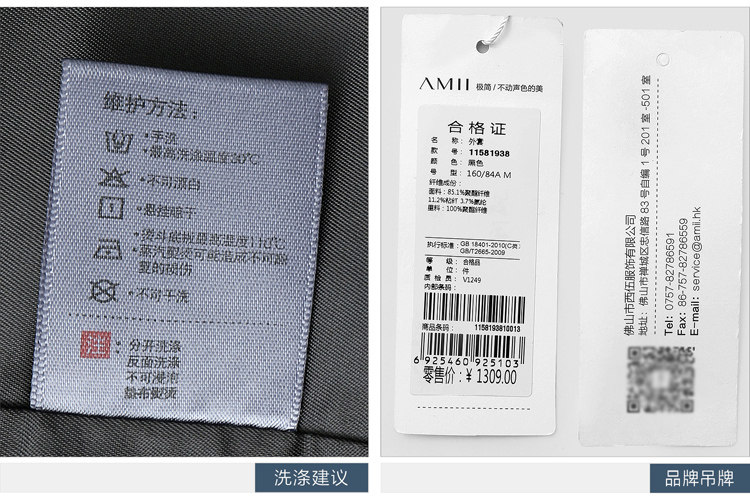 维护方法：
·手洗
·最高洗涤温度30℃
·不可漂白
·悬挂晾干
·熨斗底板最高温度110℃
·蒸汽熨烫可能造成不可恢
复的损伤
·不可干洗
分开洗涤
反面洗涤
不可浸泡
垫布熨烫
洗涤建议
AMII 极简/不动声色的美
合格证
名 称：外套
款 号：11581938
颜 色：黑色
号 型：160/84A M
纤维成份：
面料：85.1%聚酯纤维
11.2%粘纤 3.7%氨纶
里料：100%聚酯纤维
执行标准：GB 18401-2010(C类)
GB/T2665-2009
等 级：合格品
单 位：件
质 检 员：V1249
内部条码：
商品条码：1158193810013
6 925460 925103
零售价：¥ 1309.00
佛山市西伍服饰有限公司
地址：佛山市禅城区忠信路 83 号自编 1 号 201 室 -501 室
Tel: 0757-82786591
Fax: 86-757-82786559
E-mail: service@amii.hk
品牌吊牌